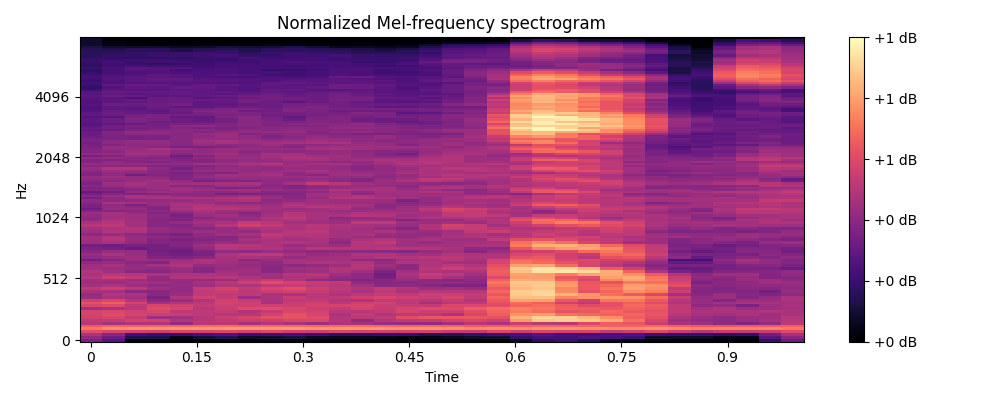 Normalized Mel-frequency spectrogram
Hz
4096
2048
1024
512
0
0 0.15 0.3 0.45 0.6 0.75 0.9
Time
+1 dB
+1 dB
+1 dB
+0 dB
+0 dB
+0 dB